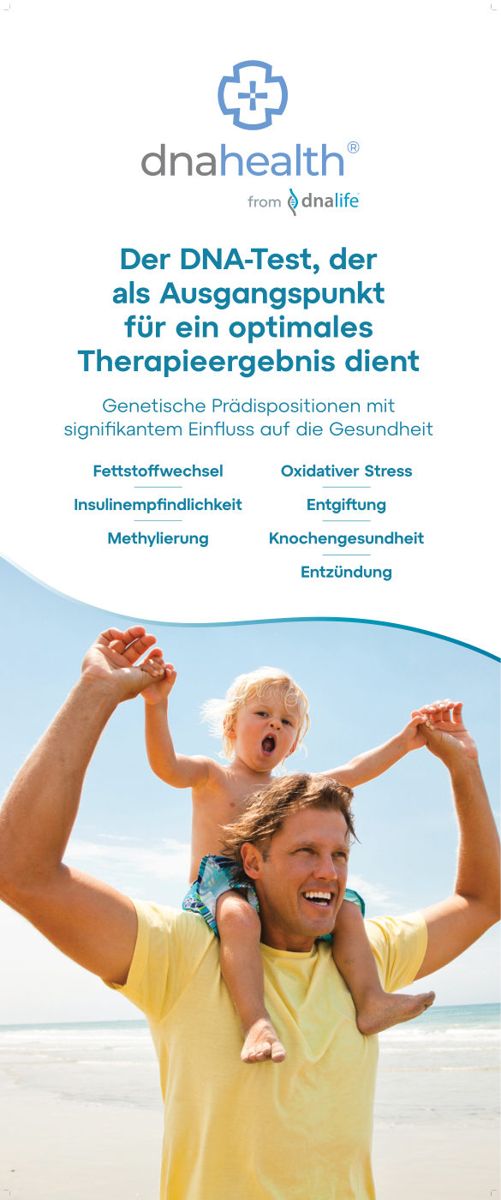 dnahealth®
from dnalife
Der DNA-Test, der
als Ausgangspunkt
für ein optimales
Therapieergebnis dient
Genetische Prädispositionen mit
signifikantem Einfluss auf die Gesundheit
Fettstoffwechsel
Insulinempfindlichkeit
Methylierung
Oxidativer Stress
Entgiftung
Knochengesundheit
Entzündung